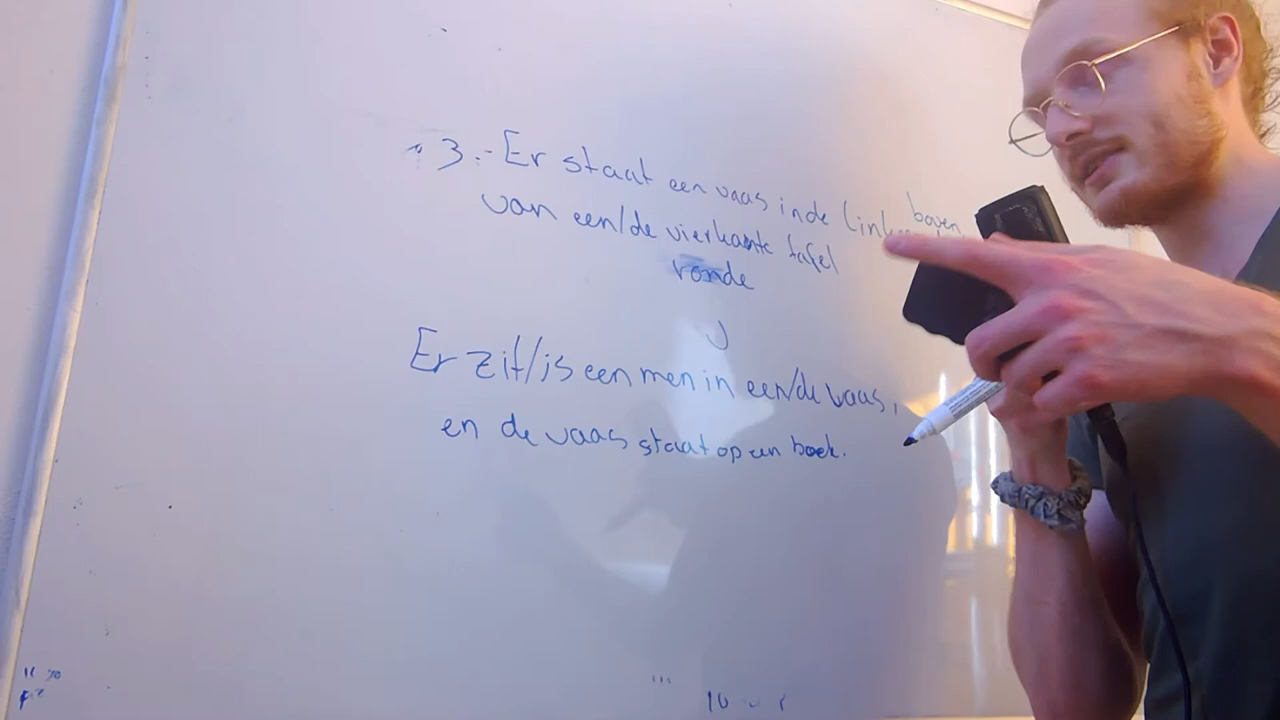 3.- Er staat een vaas in de
boven
van een/de vierkante tafel
ronde
Er zit/is een men in een/de vaas,
en de vaas staat op een boek.